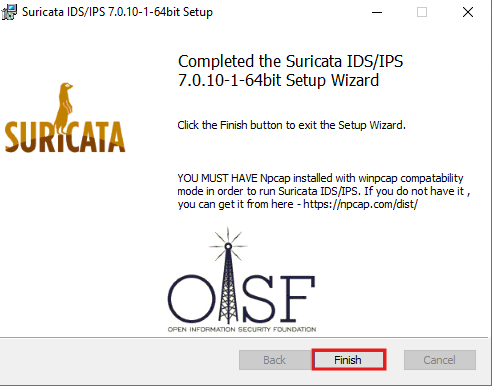 Suricata IDS/IPS 7.0.10-1-64bit Setup
Completed the Suricata IDS/IPS
7.0.10-1-64bit Setup Wizard
SURICATA
Click the Finish button to exit the Setup Wizard.
YOU MUST HAVE Npcap installed with winpcap compatability
mode in order to run Suricata IDS/IPS. If you do not have it ,
you can get it from here - https://npcap.com/dist/
OISF
OPEN INFORMATION SECURITY FOUNDATION
Back Finish Cancel